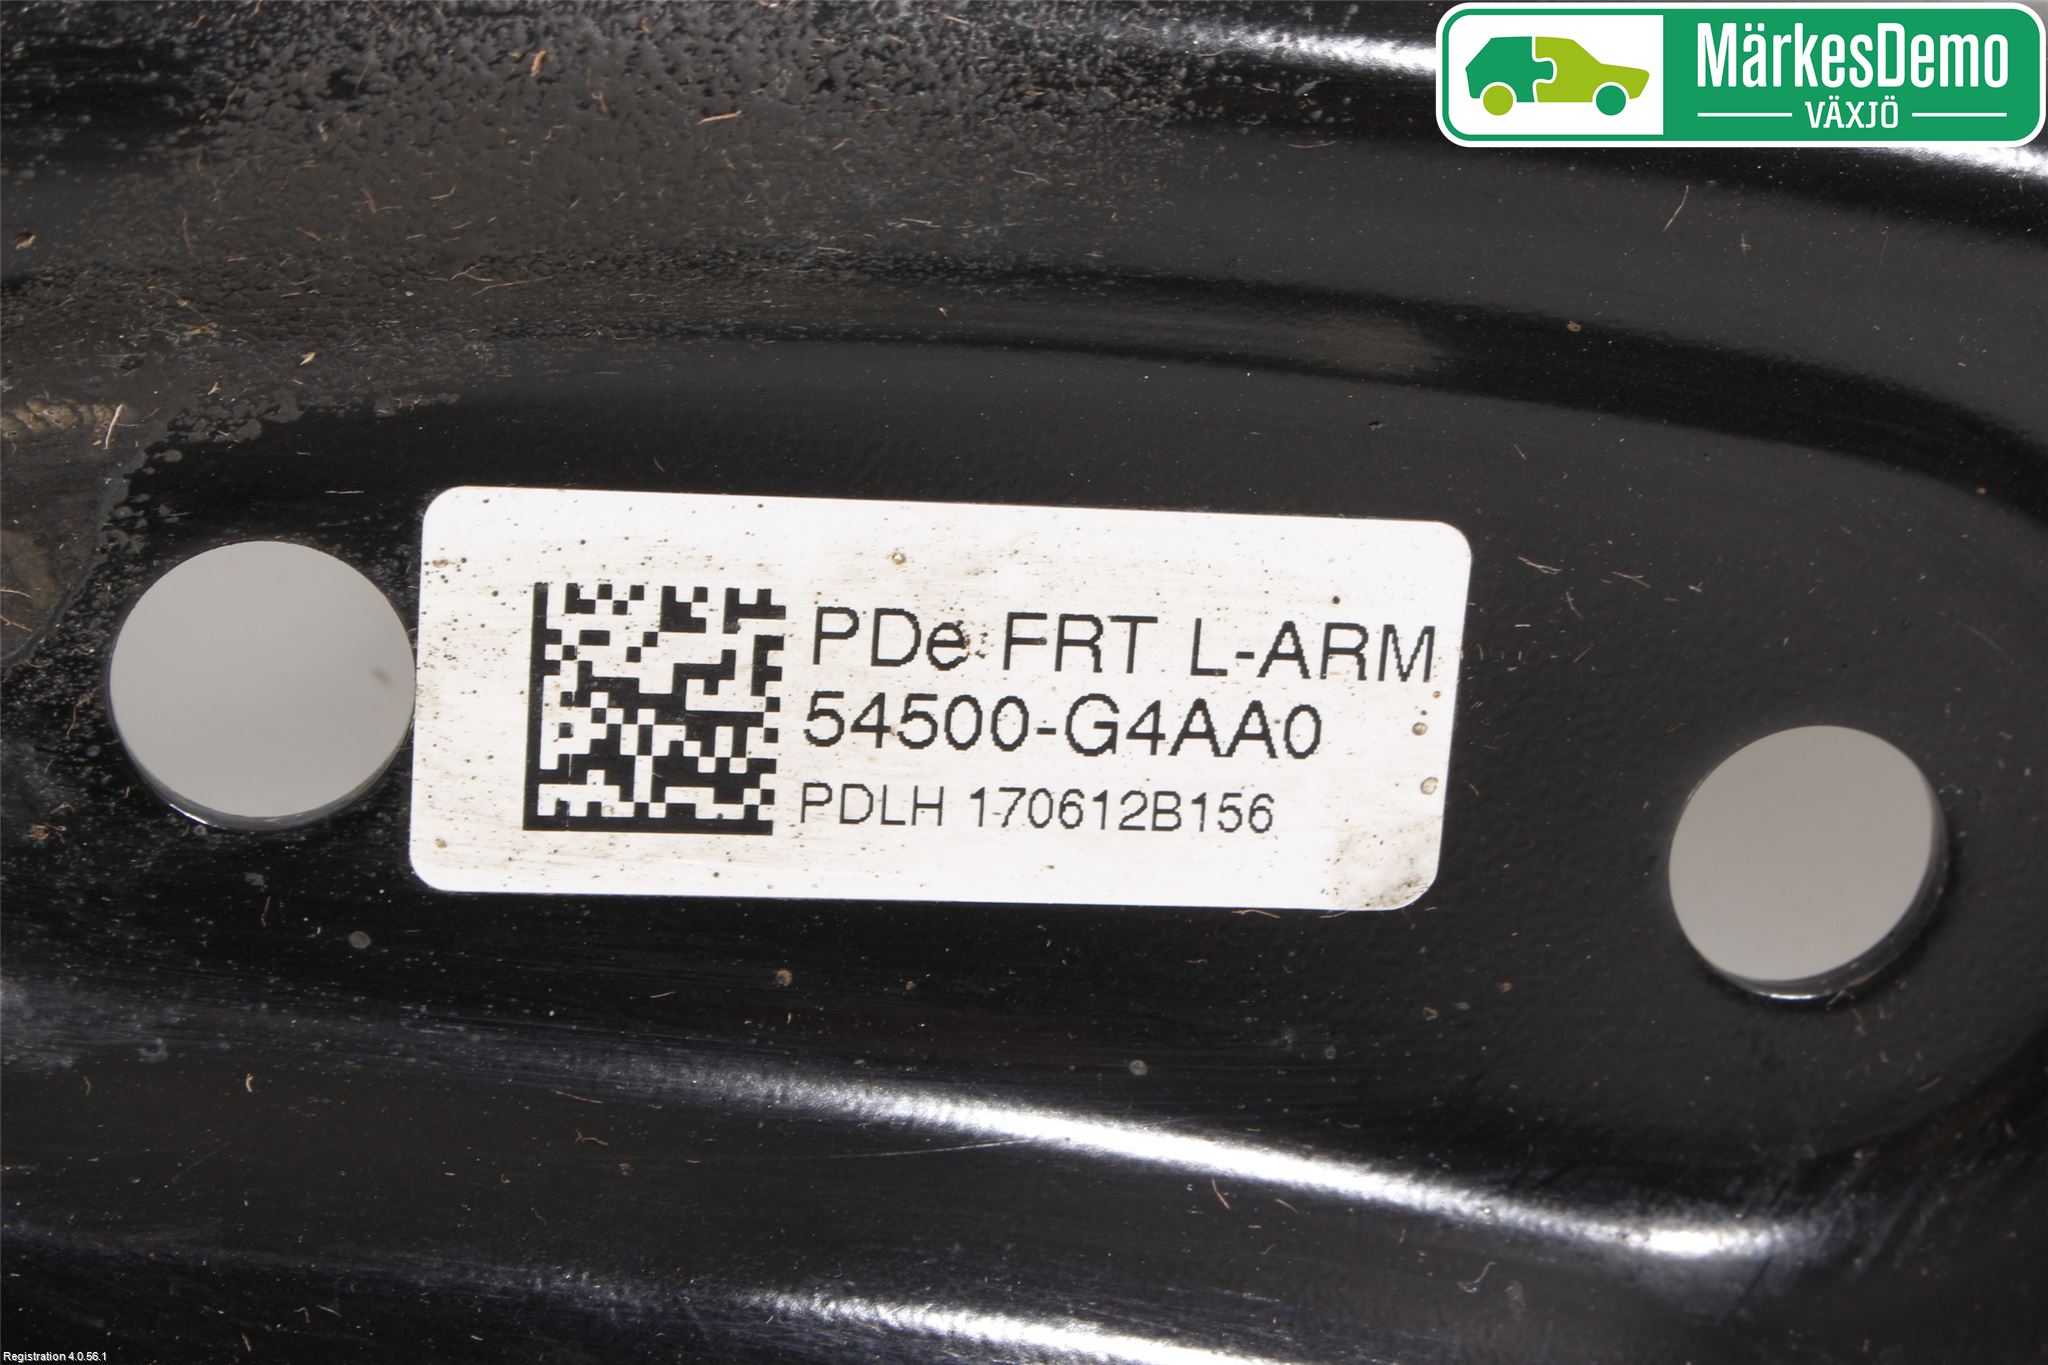 MärkesDemo
VÄXJÖ
PDe FRT L-ARM
54500-G4AA0
PDLH 170612B156
Registration 4.0.56.1